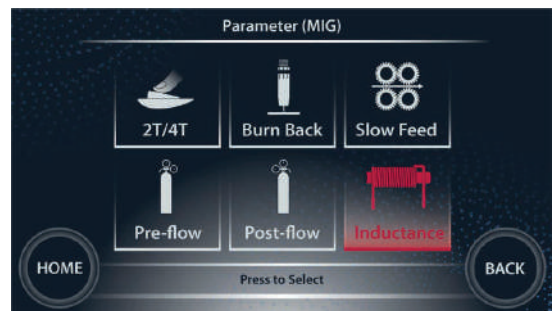 Parameter (MIG)
2T/4T
Burn Back
Slow Feed
Pre-flow
Post-flow
Inductance
HOME
Press to Select
BACK